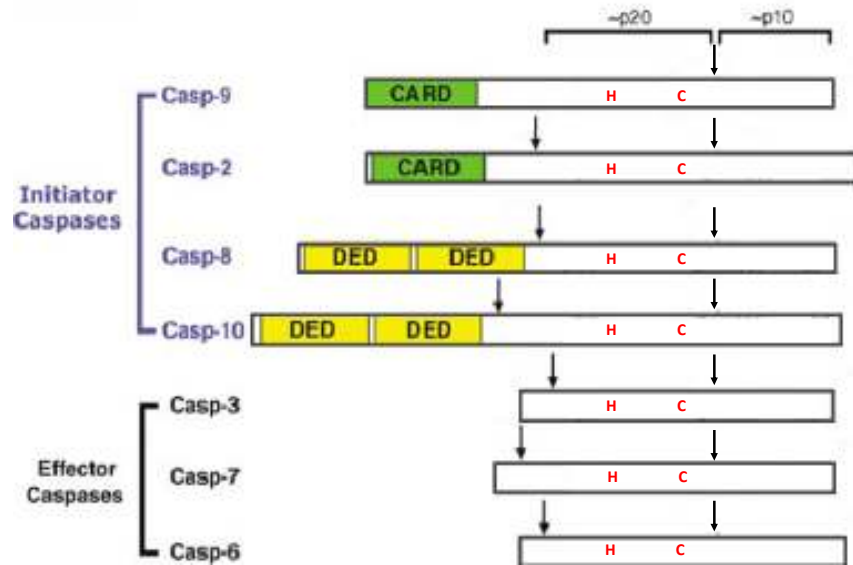 ~p20 ~p10
Casp-9 CARD H C
Casp-2 CARD H C
Initiator
Caspases
Casp-8 DED DED H C
Casp-10 DED DED H C
Casp-3 H C
Effector
Caspases
Casp-7 H C
Casp-6 H C